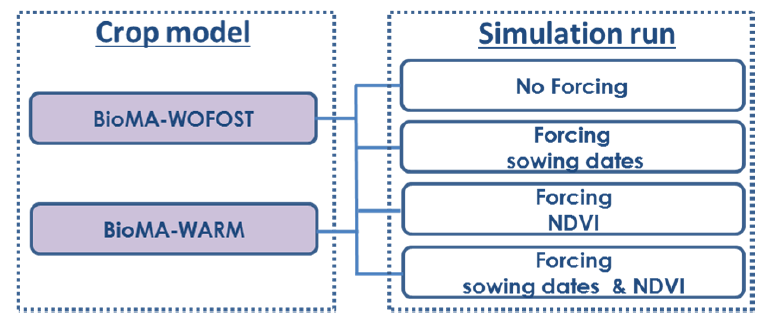 Crop model
BioMA-WOFOST
BioMA-WARM
Simulation run
No Forcing
Forcing
sowing dates
Forcing
NDVI
Forcing
sowing dates & NDVI